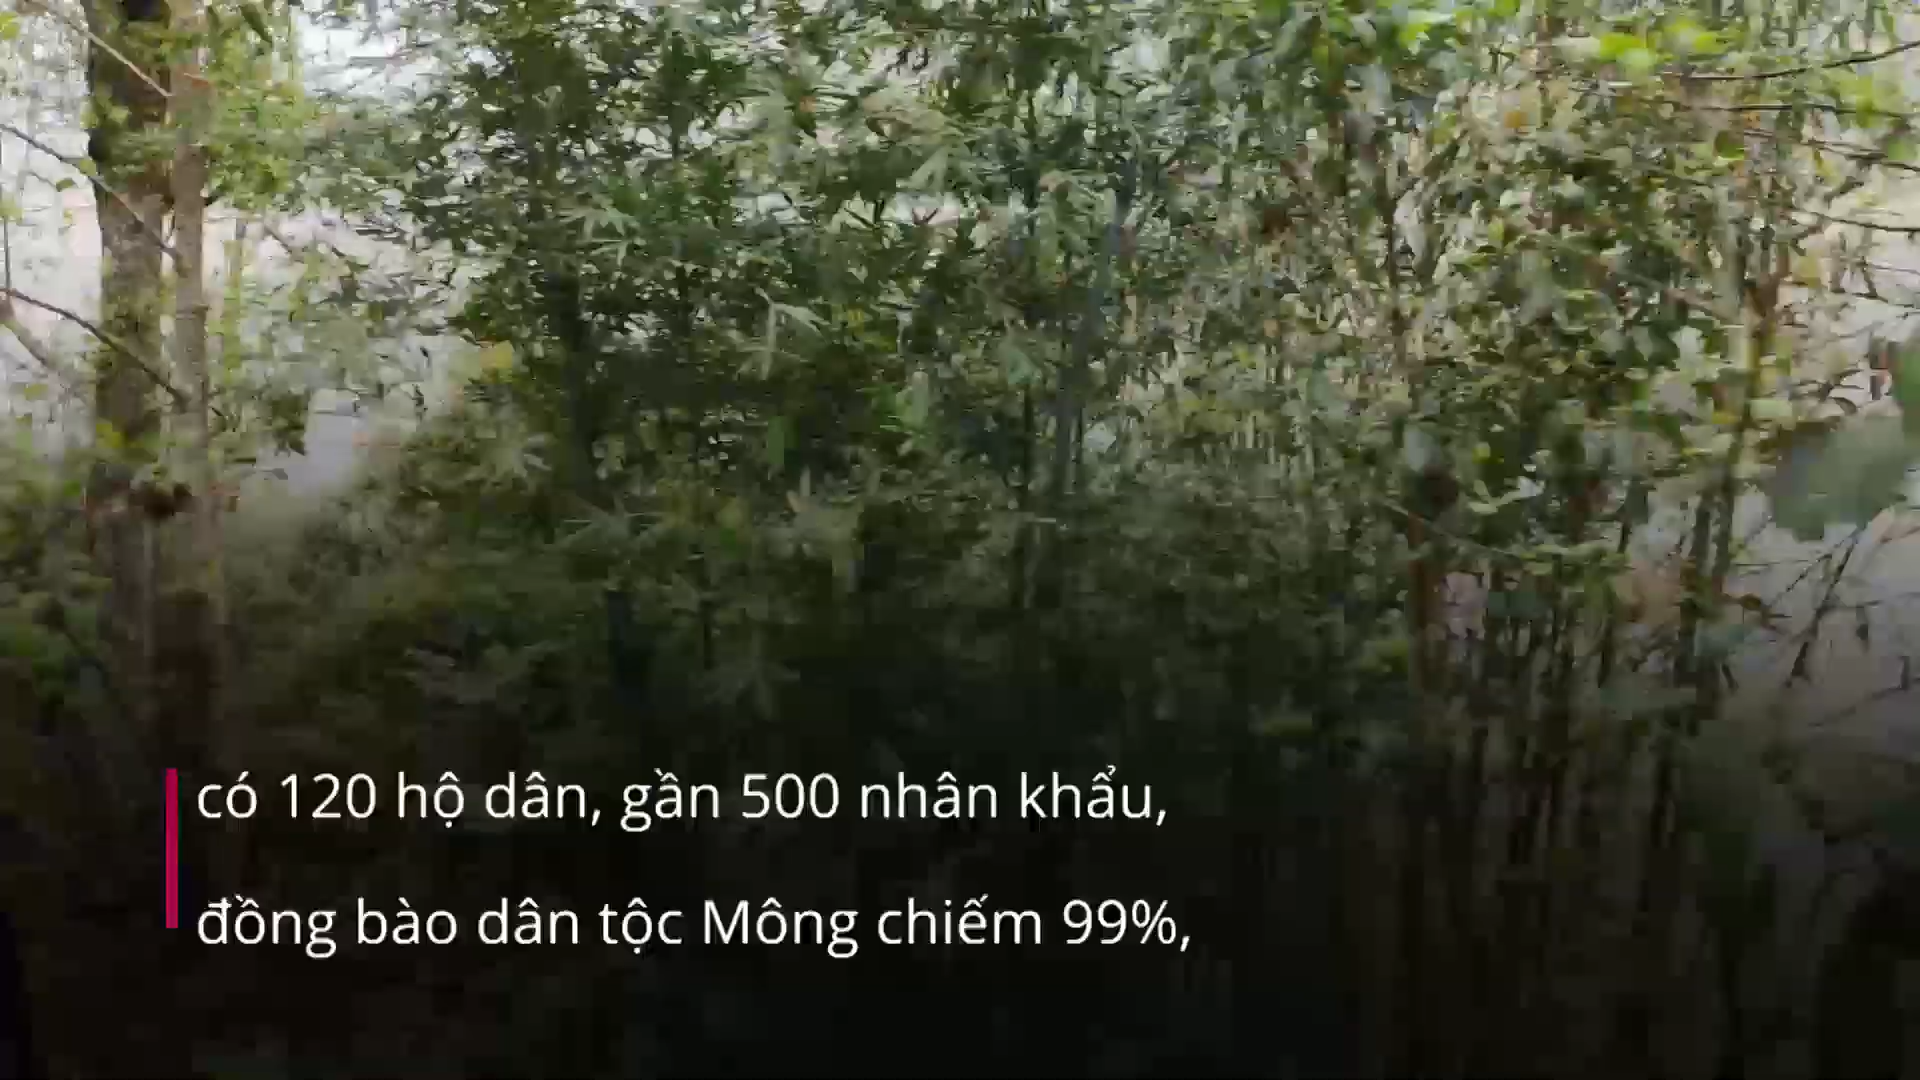 có 120 hộ dân, gần 500 nhân khẩu,
đồng bào dân tộc Mông chiếm 99%,